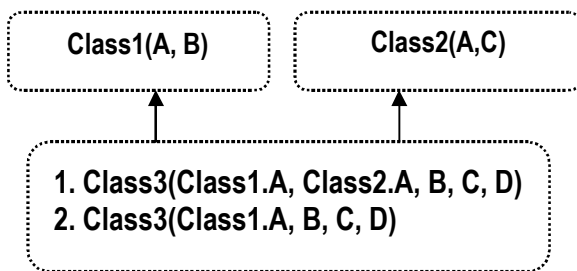 Class1(A, B)
Class2(A,C)
1. Class3(Class1.A, Class2.A, B, C, D)
2. Class3(Class1.A, B, C, D)